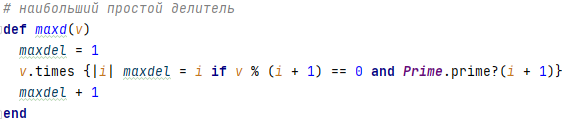 # наибольший простой делитель
def maxd(v)
  maxdel = 1
  v.times {|i| maxdel = i if v % (i + 1) == 0 and Prime.prime?(i + 1)}
  maxdel + 1
end